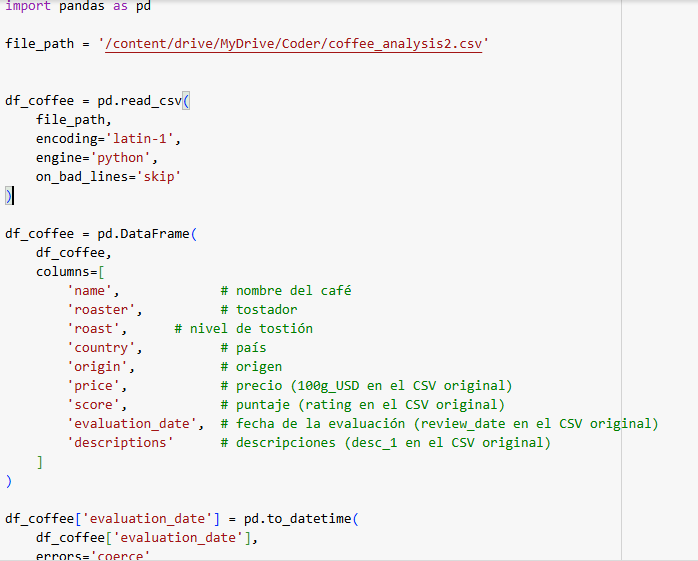 import pandas as pd
file_path = '/content/drive/MyDrive/Coder/coffee_analysis2.csv'
df_coffee = pd.read_csv(
    file_path,
    encoding='latin-1',
    engine='python',
    on_bad_lines='skip'
)
df_coffee = pd.DataFrame(
    df_coffee,
    columns=[
        'name',             # nombre del café
        'roaster',          # tostador
        'roast',      # nivel de tostión
        'country',          # país
        'origin',           # origen
        'price',            # precio (100g_USD en el CSV original)
        'score',            # puntaje (rating en el CSV original)
        'evaluation_date',  # fecha de la evaluación (review_date en el CSV original)
        'descriptions'      # descripciones (desc_1 en el CSV original)
    ]
)
df_coffee['evaluation_date'] = pd.to_datetime(
    df_coffee['evaluation_date'],
    errors='coerce'